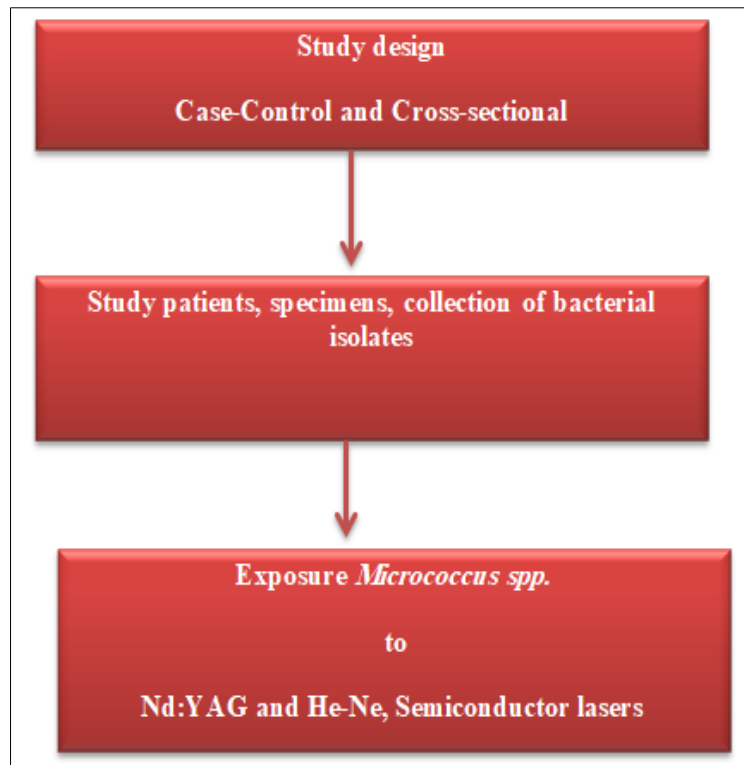 Study design
Case-Control and Cross-sectional
Study patients, specimens, collection of bacterial
isolates
Exposure Micrococcus spp.
to
Nd:YAG and He-Ne, Semiconductor lasers